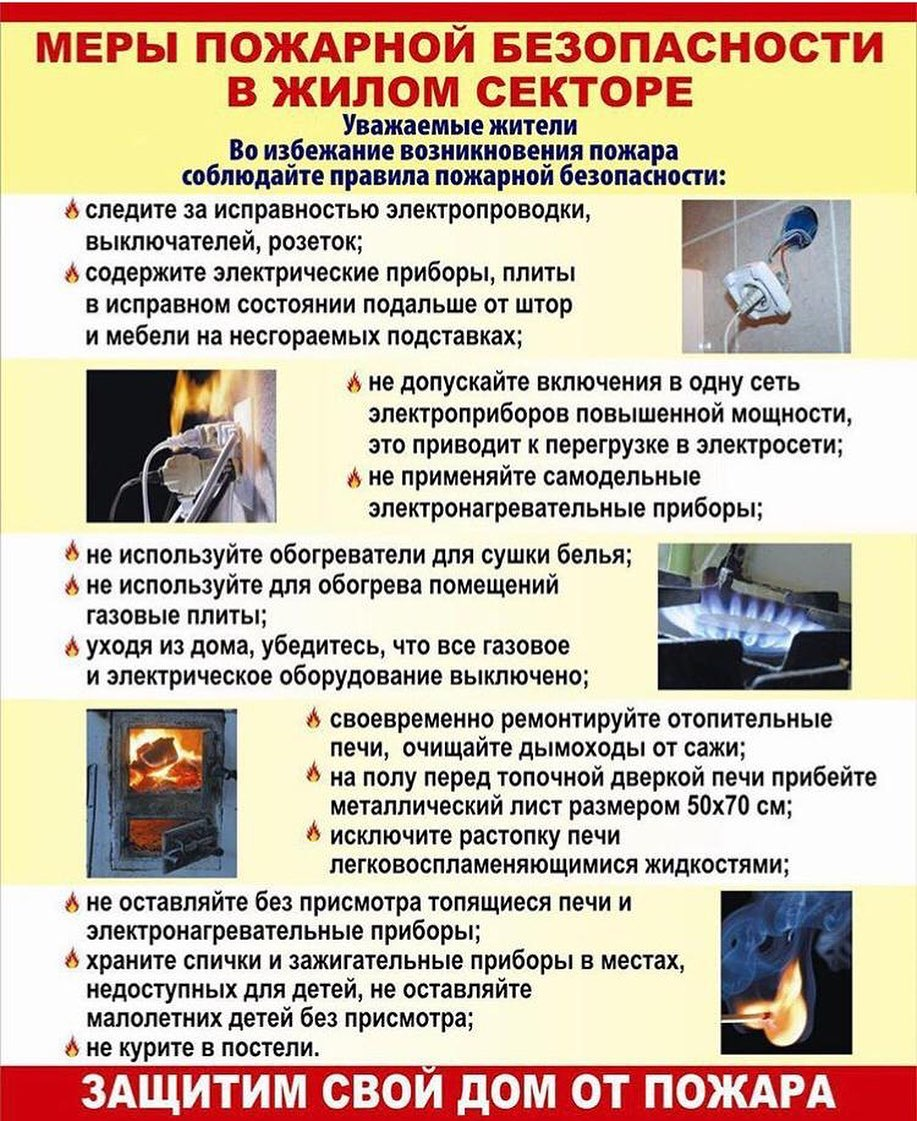 МЕРЫ ПОЖАРНОЙ БЕЗОПАСНОСТИ
В ЖИЛОМ СЕКТОРЕ
Уважаемые жители
Во избежание возникновения пожара
соблюдайте правила пожарной безопасности:
следите за исправностью электропроводки,
выключателей, розеток;
содержите электрические приборы, плиты
в исправном состоянии подальше от штор
и мебели на несгораемых подставках;
не допускайте включения в одну сеть
электроприборов повышенной мощности,
это приводит к перегрузке в электросети;
не применяйте самодельные
электронагревательные приборы;
не используйте обогреватели для сушки белья;
не используйте для обогрева помещений
газовые плиты;
уходя из дома, убедитесь, что все газовое
и электрическое оборудование выключено;
своевременно ремонтируйте отопительные
печи, очищайте дымоходы от сажи;
на полу перед топочной дверкой печи прибейте
металлический лист размером 50х70 см;
исключите растопку печи
легковоспламеняющимися жидкостями;
не оставляйте без присмотра топящиеся печи и
электронагревательные приборы;
храните спички и зажигательные приборы в местах,
недоступных для детей, не оставляйте
малолетних детей без присмотра;
не курите в постели.
ЗАЩИТИМ СВОЙ ДОМ ОТ ПОЖАРА